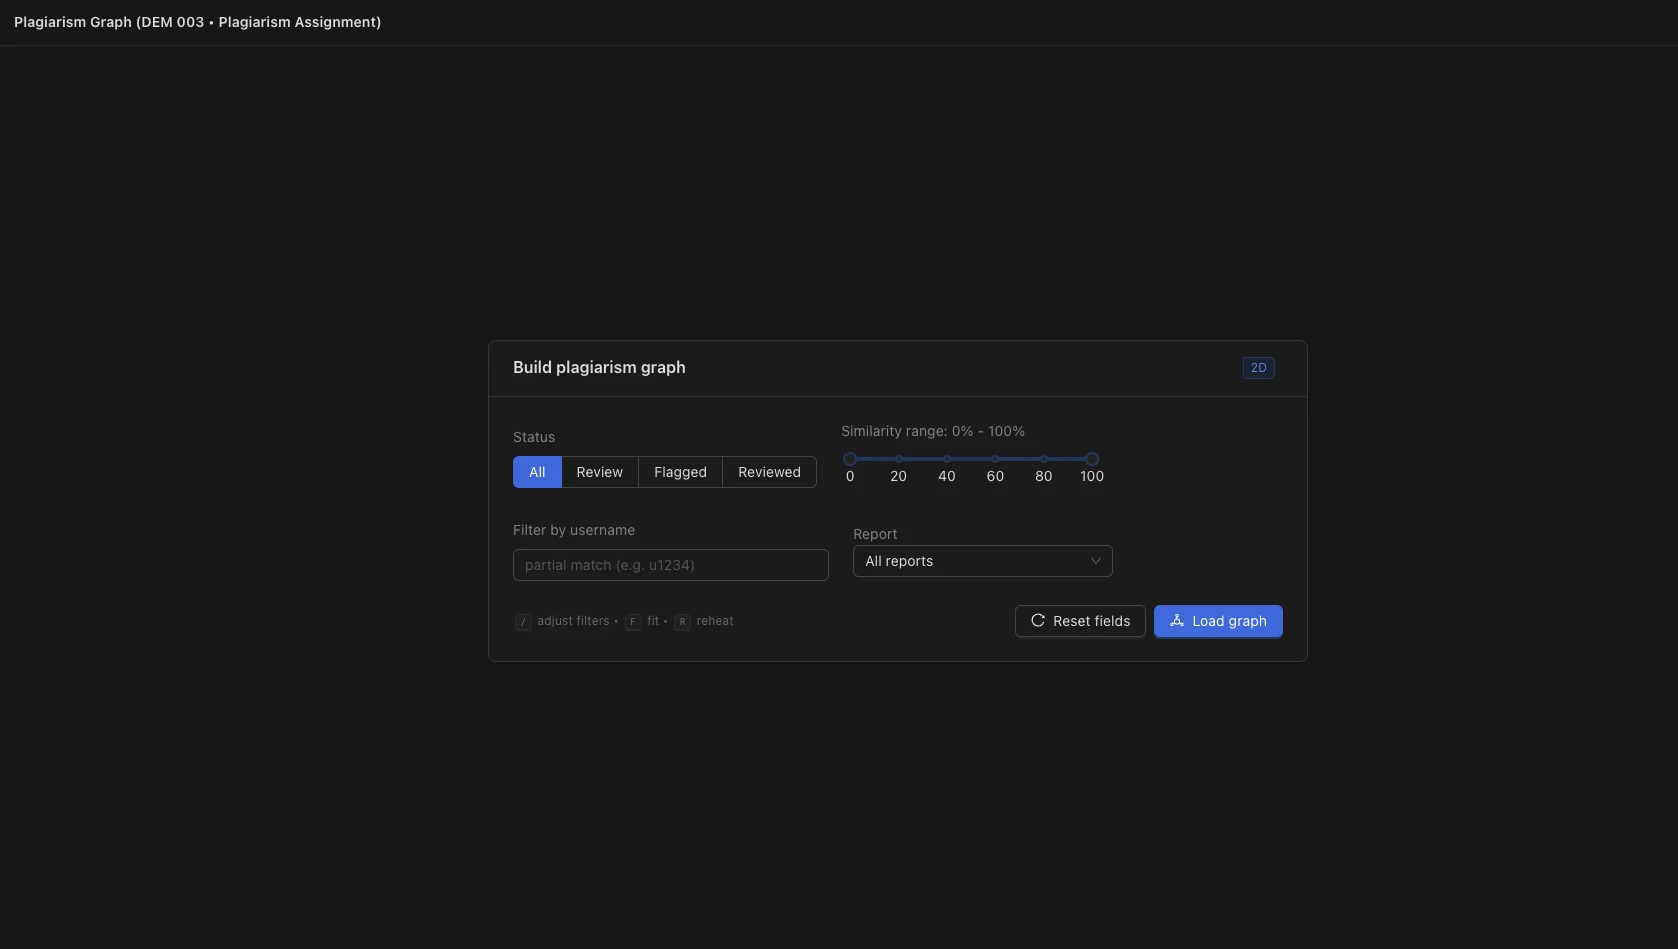 Plagiarism Graph (DEM 003 • Plagiarism Assignment)
Build plagiarism graph
2D
Status
All Review Flagged Reviewed
Similarity range: 0% - 100%
0 20 40 60 80 100
Filter by username
partial match (e.g. u1234)
Report
All reports
/ adjust filters • F fit • R reheat
Reset fields
Load graph